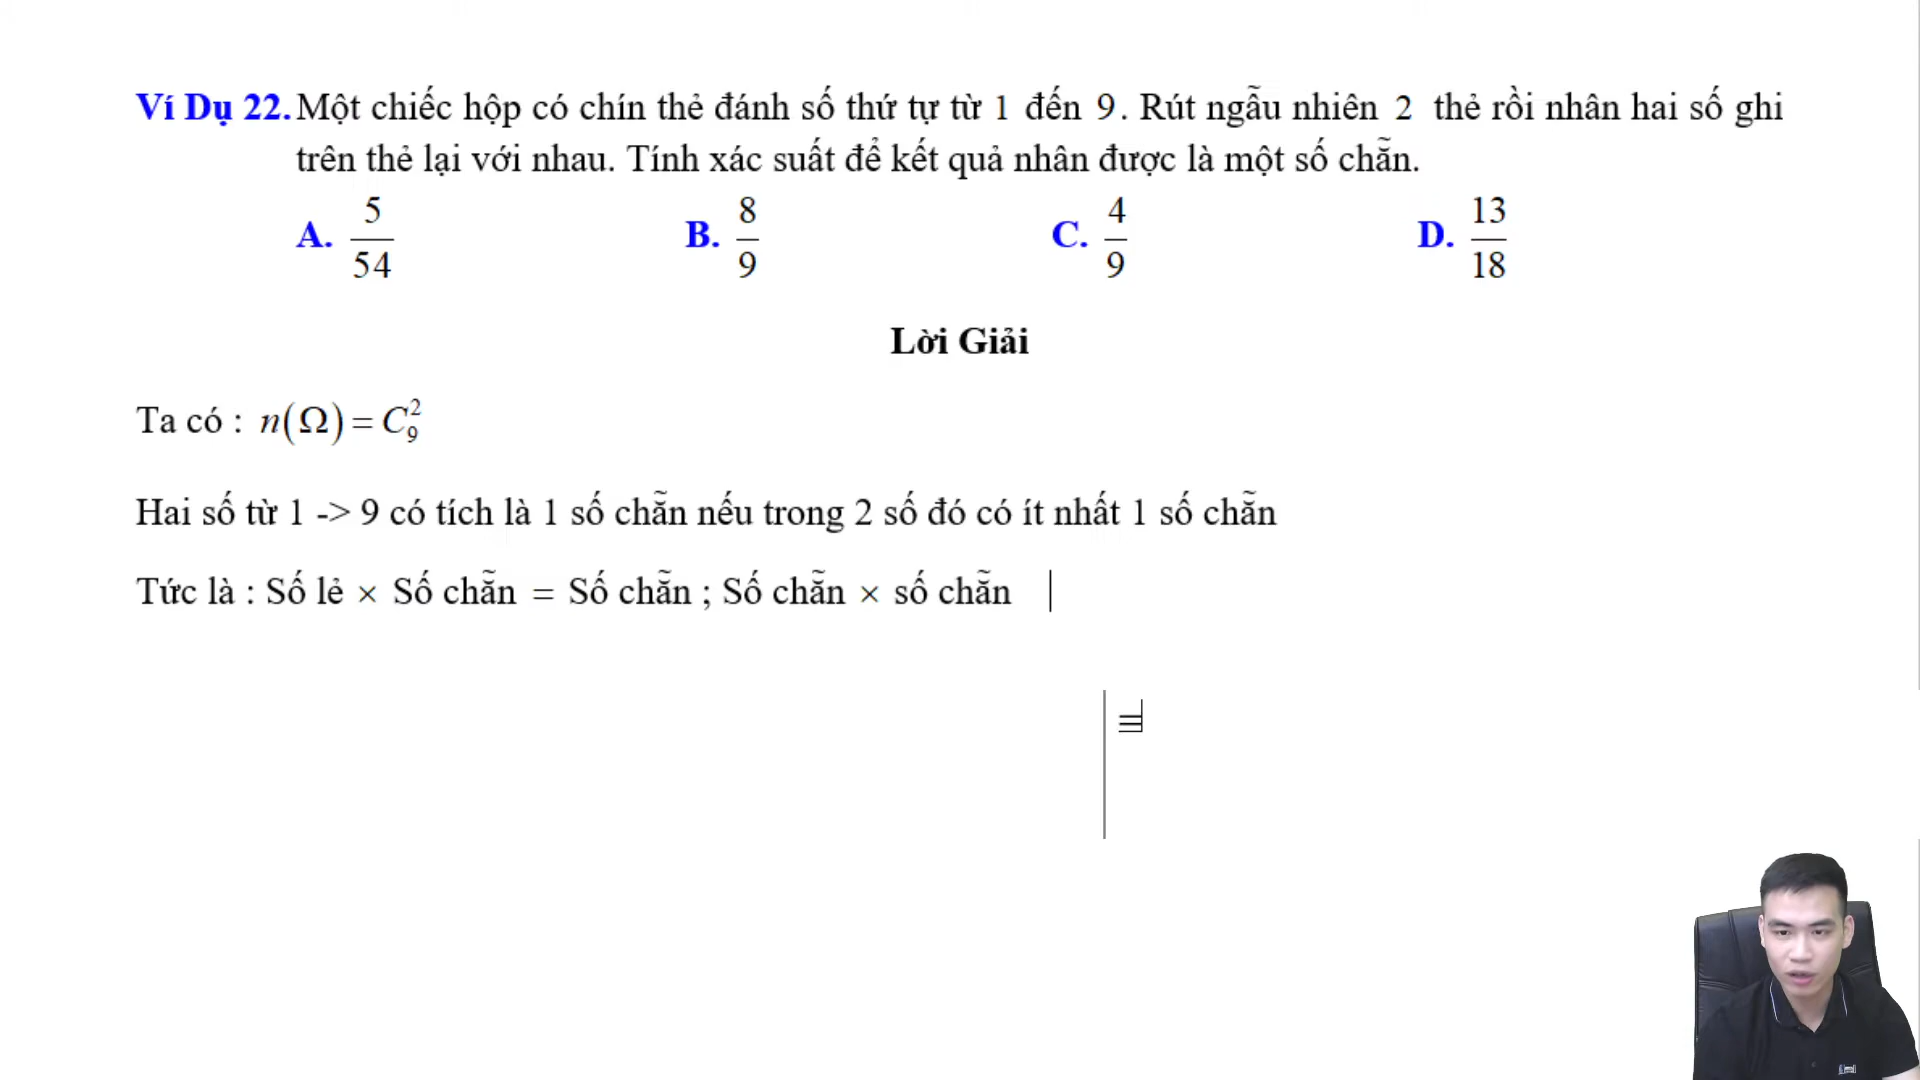 Ví Dụ 22. Một chiếc hộp có chín thẻ đánh số thứ tự từ 1 đến 9. Rút ngẫu nhiên 2 thẻ rồi nhân hai số ghi
trên thẻ lại với nhau. Tính xác suất để kết quả nhân được là một số chẵn.
A. 5/54 B. 8/9 C. 4/9 D. 13/18
Lời Giải
Ta có : n(Ω) = C_9^2
Hai số từ 1 -> 9 có tích là 1 số chẵn nếu trong 2 số đó có ít nhất 1 số chẵn
Tức là : Số lẻ × Số chẵn = Số chẵn ; Số chẵn × số chẵn